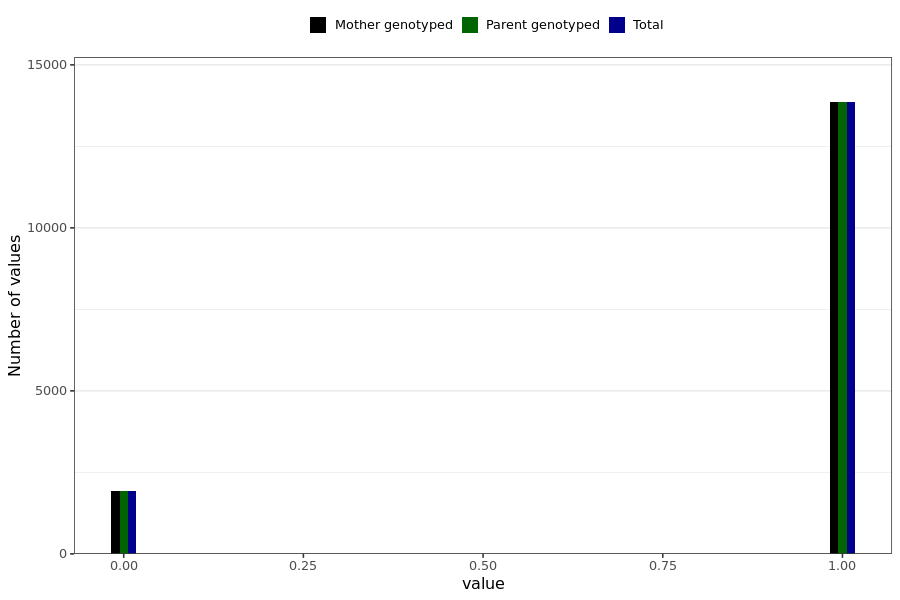 Mother genotyped Parent genotyped Total
15000
10000
5000
0
Number of values
0.00 0.25 0.50 0.75 1.00
value